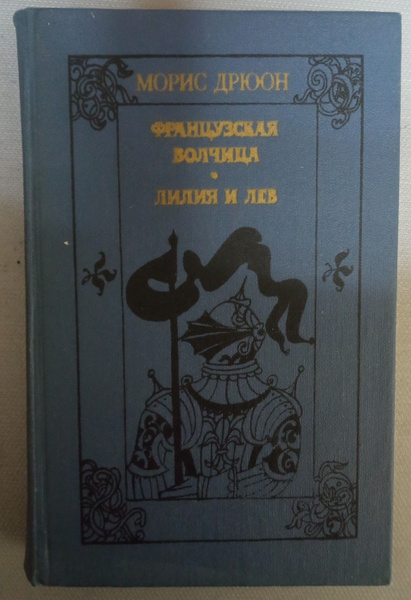 МОРИС ДРЮОН
ФРАНЦУЗСКАЯ
ВОЛЧИЦА
•
ЛИЛИЯ И ЛЕВ